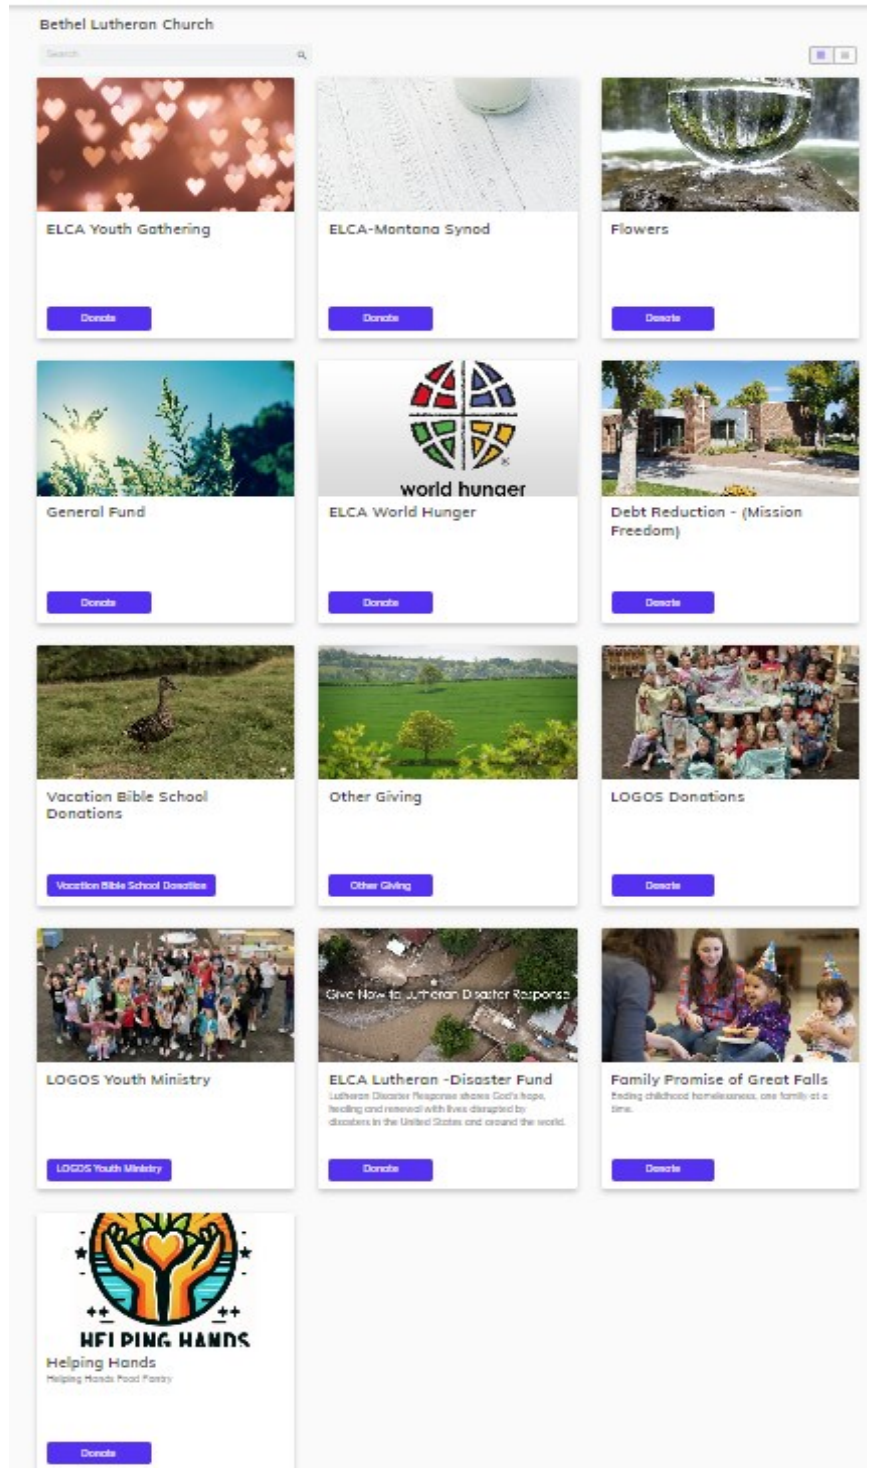 Bethel Lutheran Church
Search
ELCA Youth Gathering
ELCA-Montana Synod
Flowers
Donate
Donate
Donate
world hunger
General Fund
ELCA World Hunger
Debt Reduction - (Mission
Freedom)
Donate
Donate
Donate
Vacation Bible School
Donations
Other Giving
LOGOS Donations
Vacation Bible School Donation
Other Giving
Donate
Give Now to Lutheran Disaster Response
LOGOS Youth Ministry
ELCA Lutheran -Disaster Fund
Lutheran Disaster Response shares God's hope,
healing and renewal with lives disrupted by
disasters in the United States and around the world.
Family Promise of Great Falls
Ending childhood homelessness, one family at a
time.
LOGOS Youth Ministry
Donate
Donate
HELPING HANDS
Helping Hands
Helping Hands Food Pantry
Donate